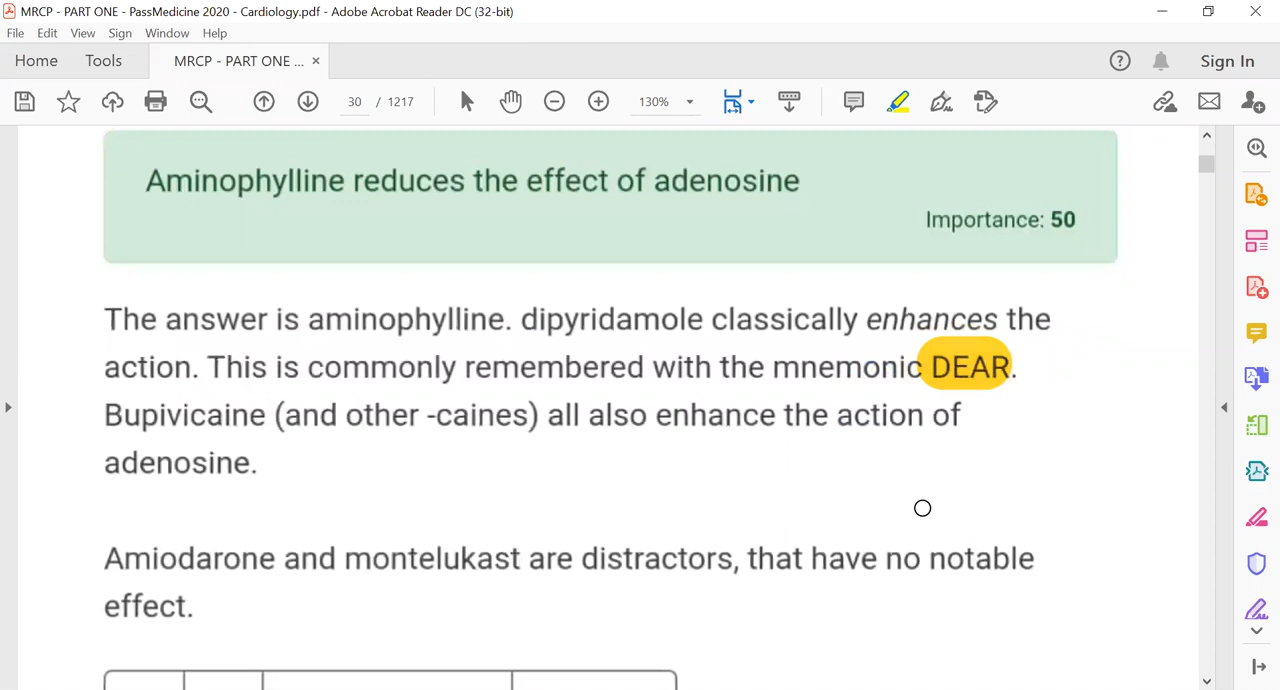 MRCP - PART ONE - PassMedicine 2020 - Cardiology.pdf - Adobe Acrobat Reader DC (32-bit)
File Edit View Sign Window Help
Home Tools MRCP - PART ONE ... × Sign In
30 / 1217 130%
Aminophylline reduces the effect of adenosine
Importance: 50
The answer is aminophylline. dipyridamole classically enhances the
action. This is commonly remembered with the mnemonic DEAR.
Bupivicaine (and other -caines) all also enhance the action of
adenosine.
Amiodarone and montelukast are distractors, that have no notable
effect.